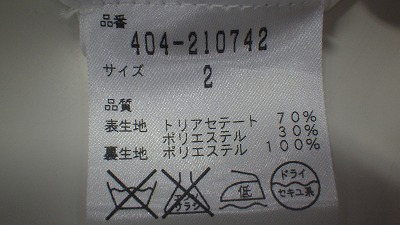 品番
404-210742
サイズ 2
品質
表生地 トリアセテート 70%
ポリエステル 30%
裏生地 ポリエステル 100%
低 ドライ
セキユ系